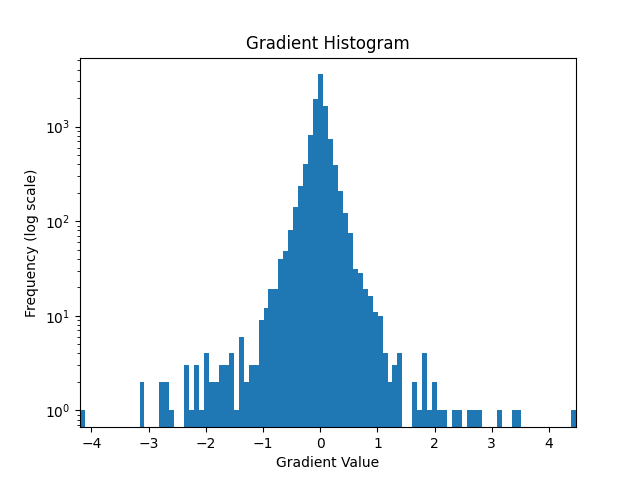 Gradient Histogram
Frequency (log scale)
10³
10²
10¹
10⁰
−4 −3 −2 −1 0 1 2 3 4
Gradient Value